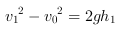 v₁² − v₀² = 2gh₁